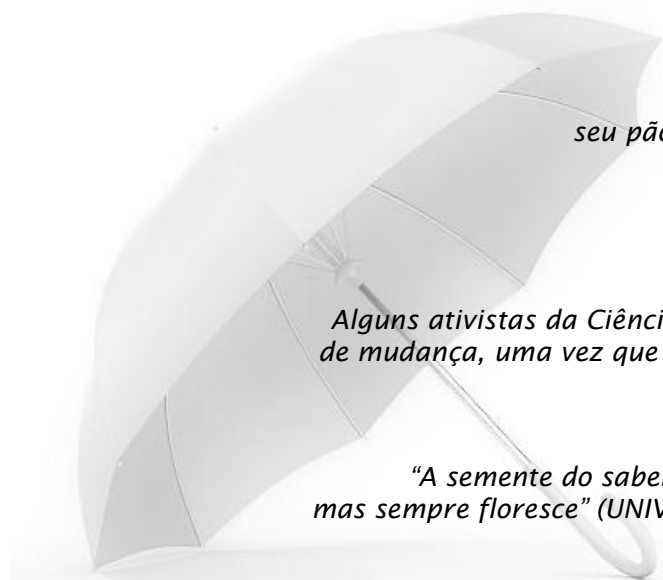 seu pão
Alguns ativistas da Ciênci
de mudança, uma vez que
“A semente do saber
mas sempre floresce” (UNIV